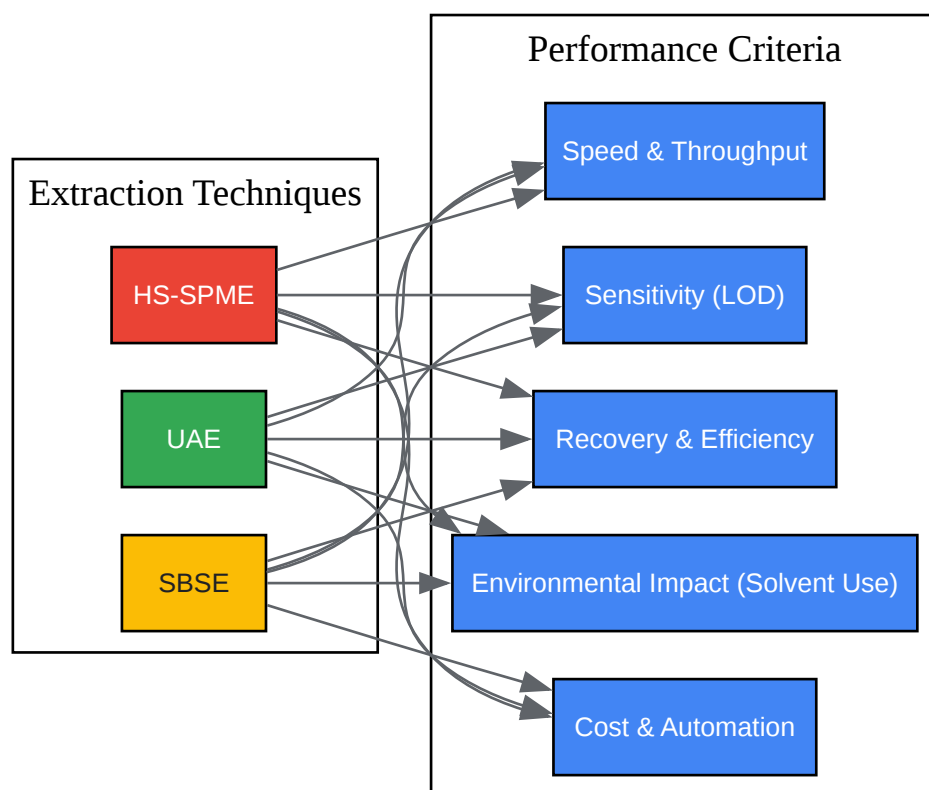 Performance Criteria
Speed & Throughput
Extraction Techniques
HS-SPME
Sensitivity (LOD)
UAE
Recovery & Efficiency
SBSE
Environmental Impact (Solvent Use)
Cost & Automation